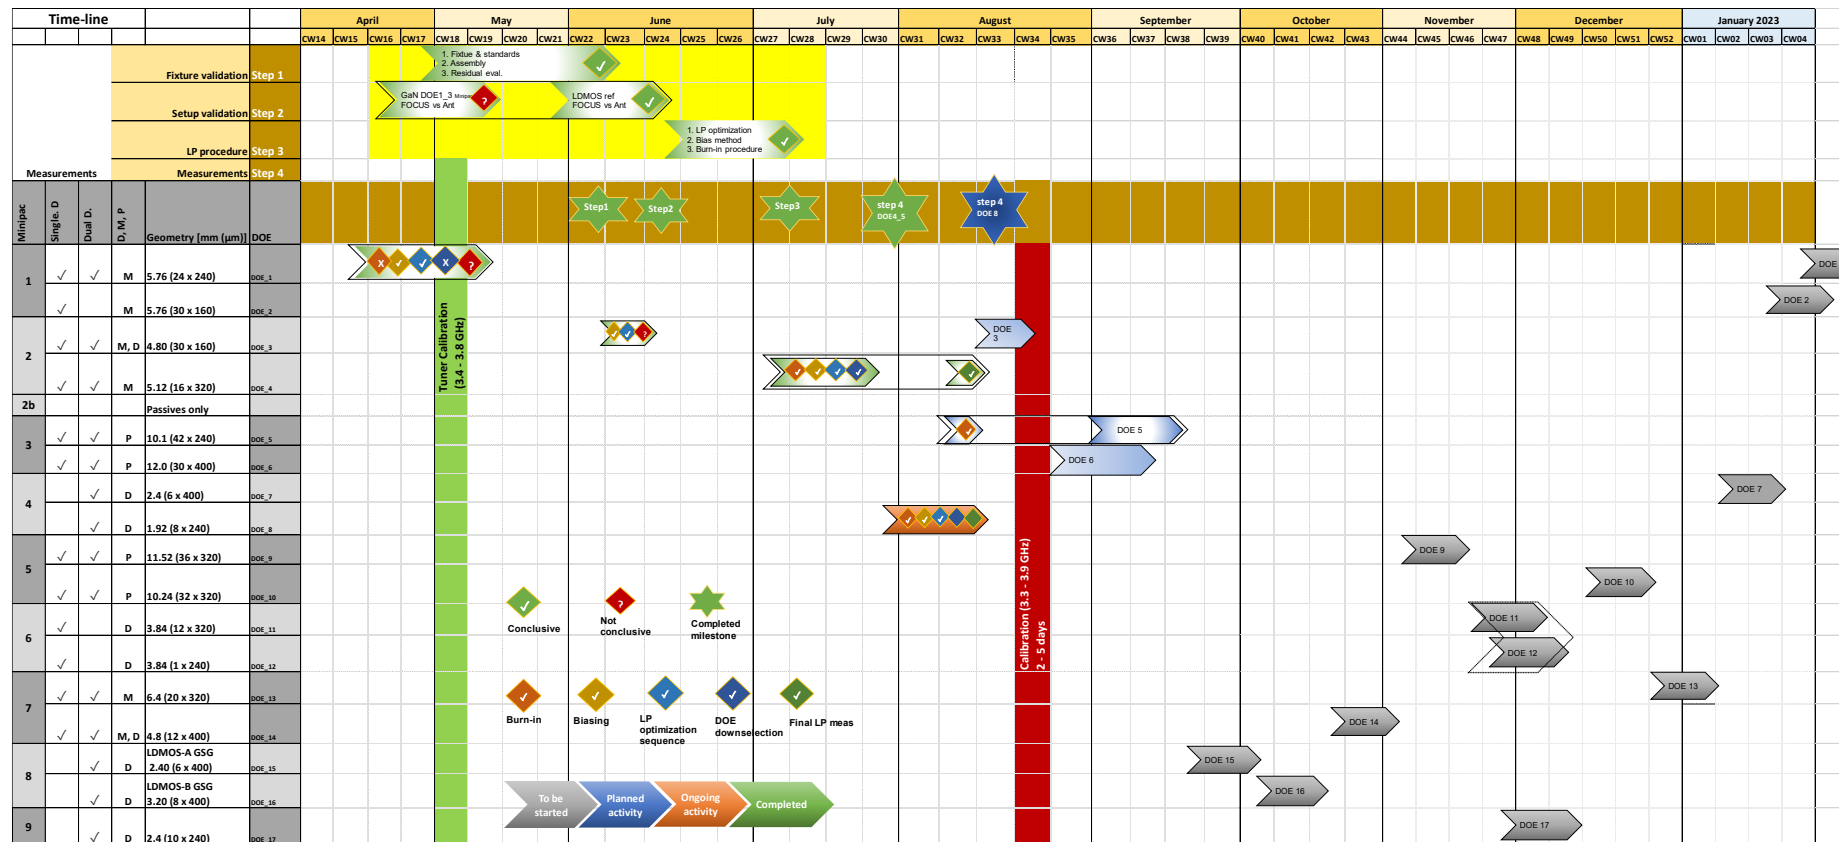 Time-line
April
May
June
July
August
September
October
November
December
January 2023
CW14 CW15 CW16 CW17 CW18 CW19 CW20 CW21 CW22 CW23 CW24 CW25 CW26 CW27 CW28 CW29 CW30 CW31 CW32 CW33 CW34 CW35 CW36 CW37 CW38 CW39 CW40 CW41 CW42 CW43 CW44 CW45 CW46 CW47 CW48 CW49 CW50 CW51 CW52 CW01 CW02 CW03 CW04
Fixture validation Step 1
1. Fixtue & standards
2. Assembly
3. Residual eval.
Setup validation Step 2
GaN DOE1_3 Minipac
FOCUS vs Ant
?
LDMOS ref
FOCUS vs Ant
LP procedure Step 3
1. LP optimization
2. Bias method
3. Burn-in procedure
Measurements
Measurements Step 4
Minipac
Single. D
Dual D.
D, M, P
Geometry [mm (µm)] DOE
Step1
Step2
Step3
step 4
DOE4_5
step 4
DOE 8
1
✓ ✓ M 5.76 (24 x 240) DOE_1
X ✓ ✓ X ?
DOE
✓ M 5.76 (30 x 160) DOE_2
DOE 2
Tuner Calibration
(3.4 - 3.8 GHz)
2
✓ ✓ M, D 4.80 (30 x 160) DOE_3
✓ ✓ ?
DOE
3
✓ ✓ M 5.12 (16 x 320) DOE_4
✓ ✓ ✓ ✓ ✓
2b
Passives only
3
✓ ✓ P 10.1 (42 x 240) DOE_5
DOE 5
✓ ✓ P 12.0 (30 x 400) DOE_6
DOE 6
4
✓ D 2.4 (6 x 400) DOE_7
DOE 7
✓ D 1.92 (8 x 240) DOE_8
Calibration (3.3 - 3.9 GHz)
2 - 5 days
5
✓ ✓ P 11.52 (36 x 320) DOE_9
DOE 9
✓ ✓ P 10.24 (32 x 320) DOE_10
DOE 10
6
✓ D 3.84 (12 x 320) DOE_11
DOE 11
✓ D 3.84 (1 x 240) DOE_12
DOE 12
Conclusive
?
Not
conclusive
Completed
milestone
7
✓ ✓ M 6.4 (20 x 320) DOE_13
DOE 13
✓ ✓ M, D 4.8 (12 x 400) DOE_14
DOE 14
Burn-in
Biasing
LP
optimization
sequence
DOE
downselection
Final LP meas
8
LDMOS-A GSG
✓ D 2.40 (6 x 400) DOE_15
DOE 15
LDMOS-B GSG
✓ D 3.20 (8 x 400) DOE_16
DOE 16
To be
started
Planned
activity
Ongoing
activity
Completed
9
✓ D 2.4 (10 x 240) DOE_17
DOE 17